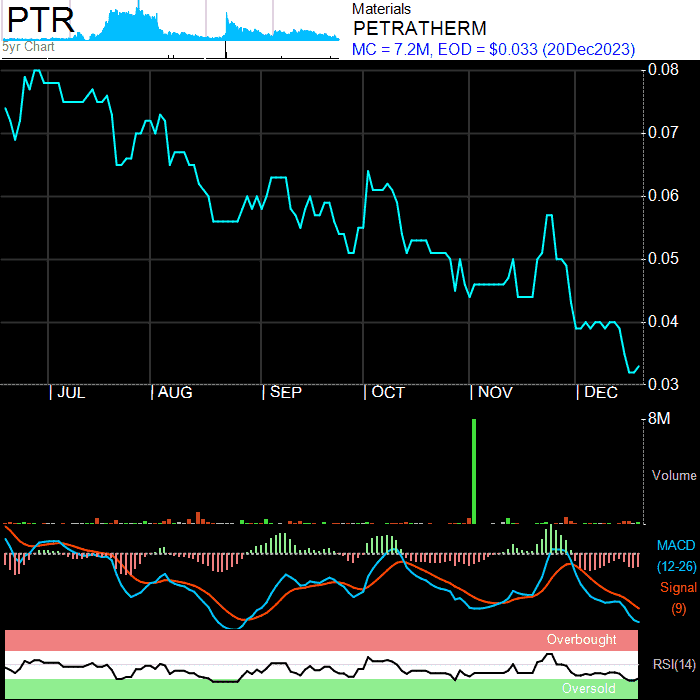 PTR
5yr Chart
Materials
PETRATHERM
MC = 7.2M, EOD = $0.033 (20Dec2023)
0.08
0.07
0.06
0.05
0.04
0.03
| JUL | AUG | SEP | OCT | NOV | DEC
8M
Volume
MACD
(12-26)
Signal
(9)
Overbought
RSI(14)
Oversold